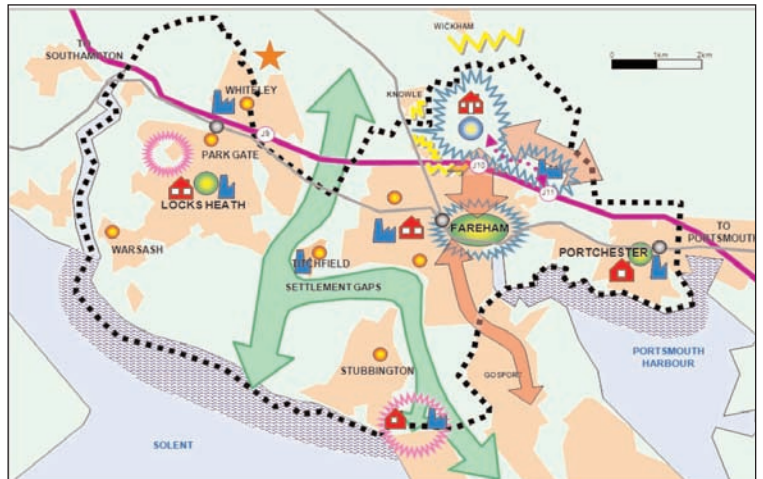 TO
SOUTHAMPTON
WICKHAM
0
1km
2km
KNOWLE
WHITELEY
J9
PARK GATE
J10
J11
LOCKS HEATH
FAREHAM
TO
PORTSMOUTH
WARSASH
PORTCHESTER
TITCHFIELD
SETTLEMENT GAPS
STUBBINGTON
GOSPORT
PORTSMOUTH
HARBOUR
SOLENT